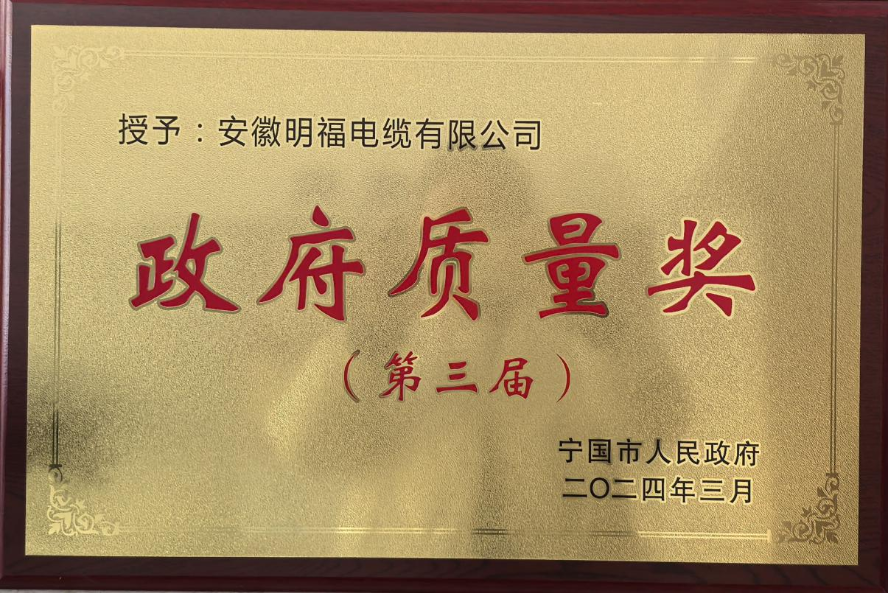 授予：安徽明福电缆有限公司
政府质量奖
（第三届）
宁国市人民政府
二〇二四年三月